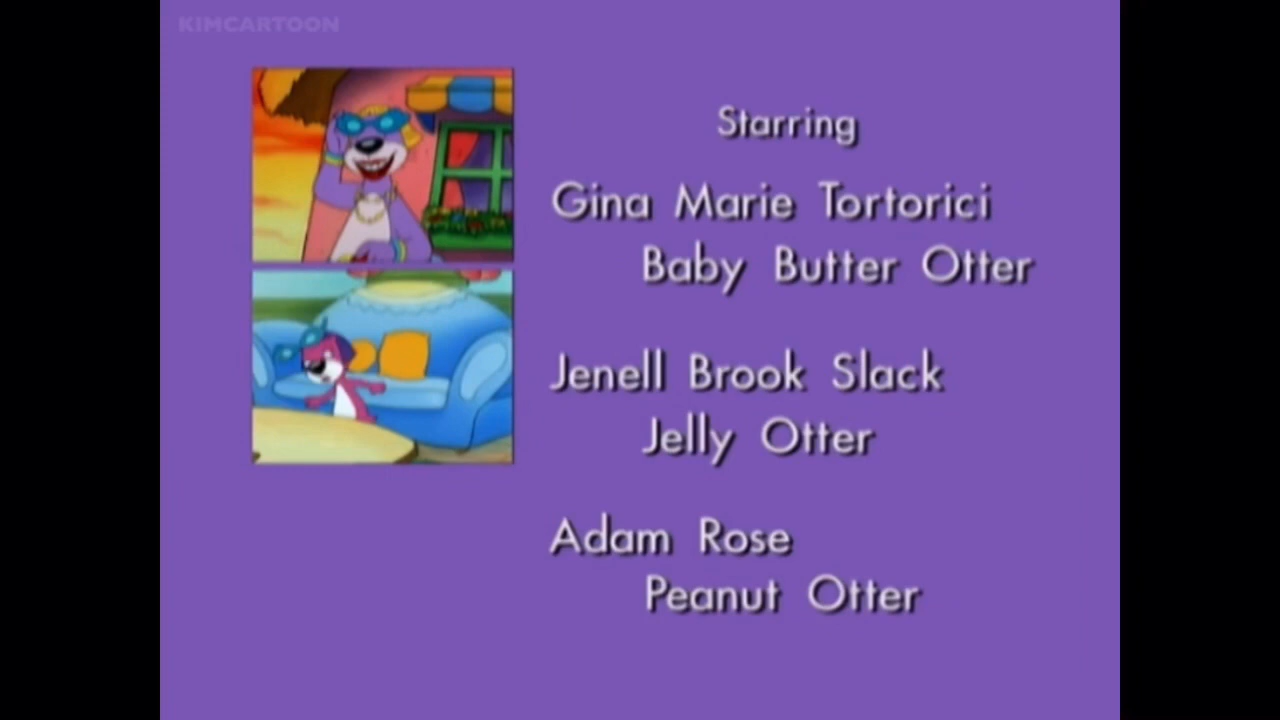 KIMCARTOON
Starring
Gina Marie Tortorici
Baby Butter Otter
Jenell Brook Slack
Jelly Otter
Adam Rose
Peanut Otter